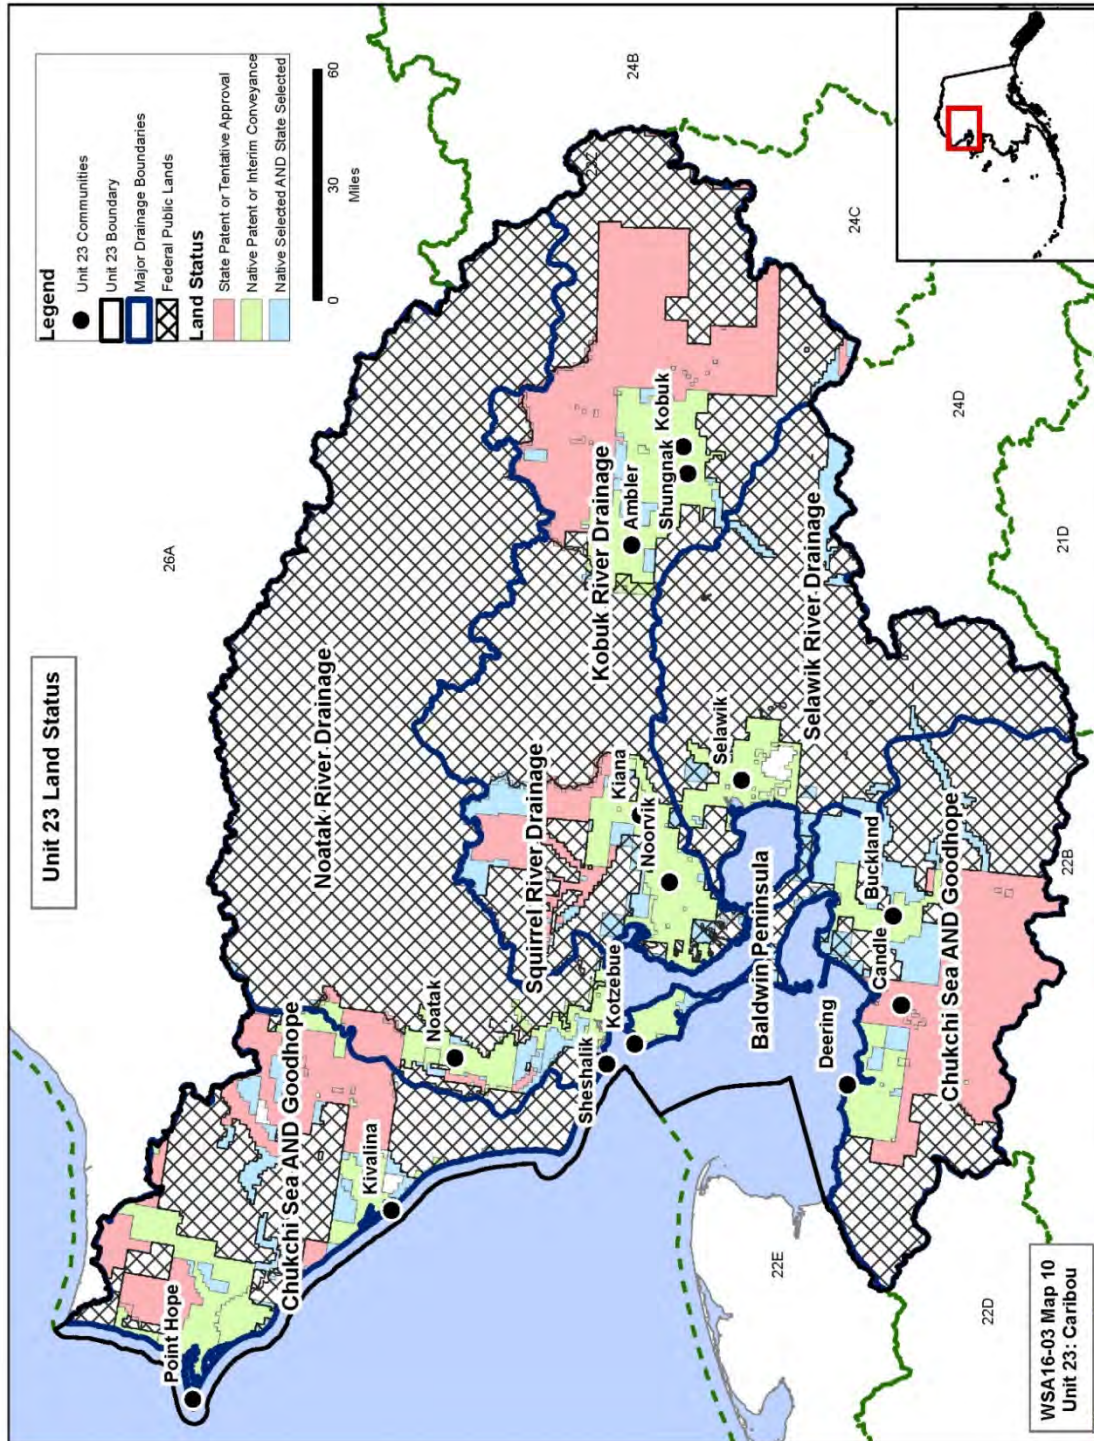 Unit 23 Land Status
Legend
Unit 23 Communities
Unit 23 Boundary
Major Drainage Boundaries
Federal Public Lands
Land Status
State Patent or Tentative Approval
Native Patent or Interim Conveyance
Native Selected AND State Selected
0 30 60
Miles
26A
24B
24C
24D
21D
22B
22E
22D
Point Hope
Chukchi Sea AND Goodhope
Kivalina
Noatak
Noatak River Drainage
Squirrel River Drainage
Sheshalik
Kotzebue
Kiana
Noorvik
Kobuk River Drainage
Ambler
Shungnak
Kobuk
Baldwin Peninsula
Selawik
Selawik River Drainage
Deering
Candle
Buckland
Chukchi Sea AND Goodhope
WSA16-03 Map 10
Unit 23: Caribou